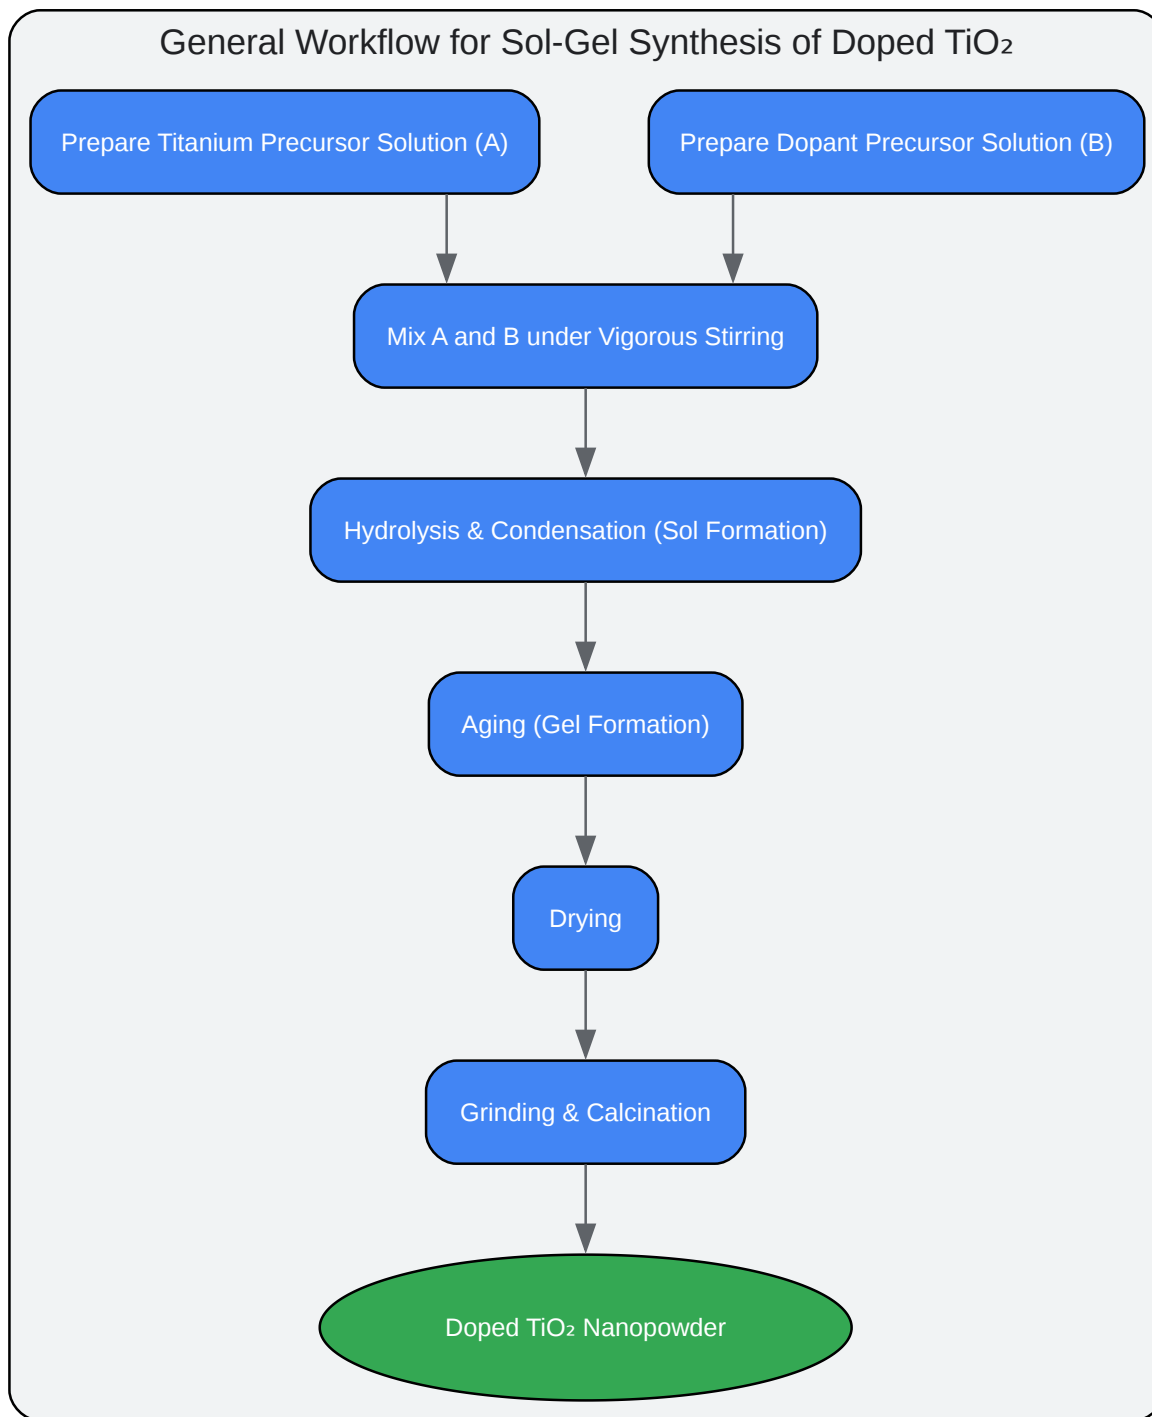 General Workflow for Sol-Gel Synthesis of Doped TiO₂
Prepare Titanium Precursor Solution (A)
Prepare Dopant Precursor Solution (B)
Mix A and B under Vigorous Stirring
Hydrolysis & Condensation (Sol Formation)
Aging (Gel Formation)
Drying
Grinding & Calcination
Doped TiO₂ Nanopowder